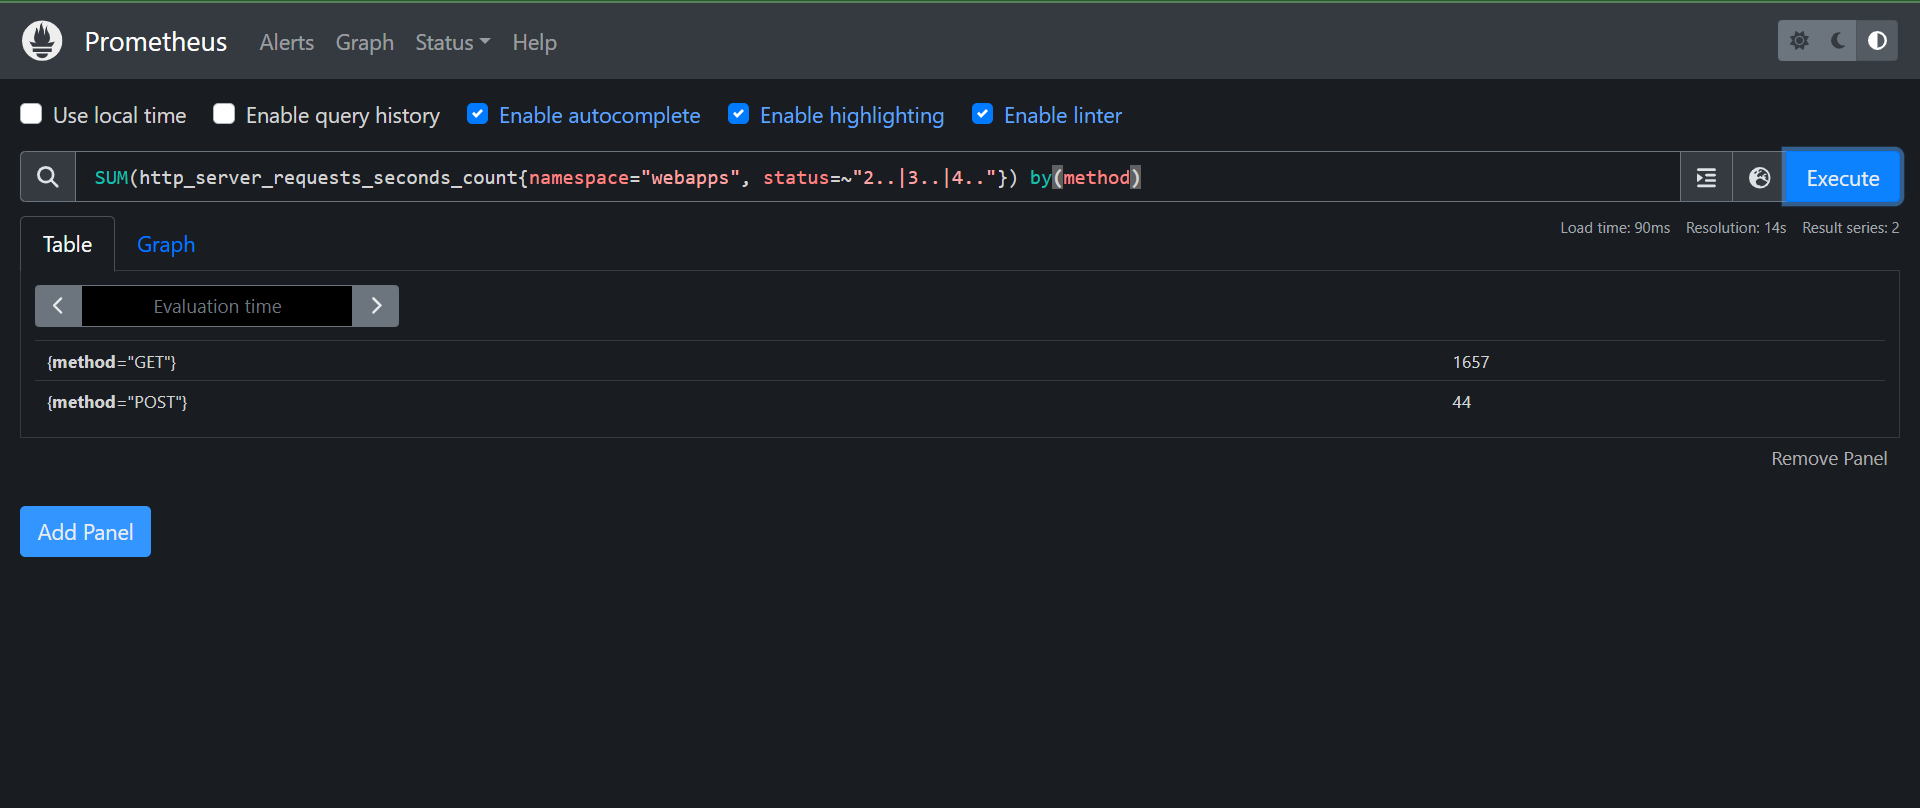 Prometheus Alerts Graph Status Help
Use local time Enable query history Enable autocomplete Enable highlighting Enable linter
SUM(http_server_requests_seconds_count{namespace="webapps", status=~"2..|3..|4.."}) by(method) Execute
Load time: 90ms Resolution: 14s Result series: 2
Table Graph
Evaluation time
{method="GET"} 1657
{method="POST"} 44
Remove Panel
Add Panel